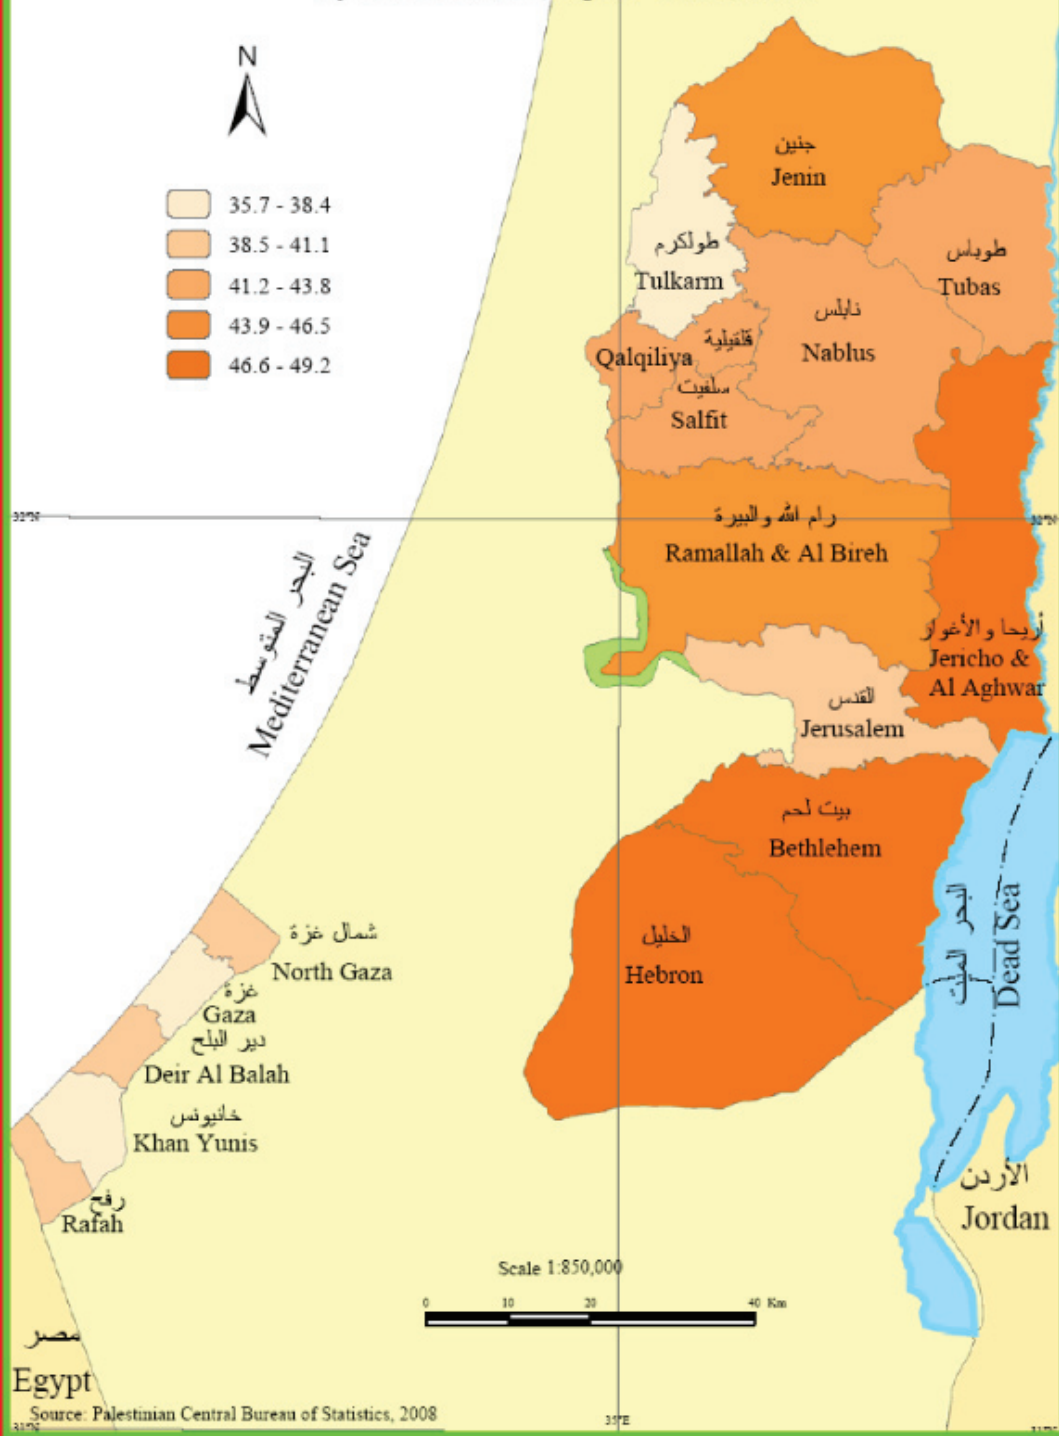 N
35.7 - 38.4
38.5 - 41.1
41.2 - 43.8
43.9 - 46.5
46.6 - 49.2
جنين
Jenin
طولكرم
Tulkarm
طوباس
Tubas
نابلس
Nablus
قلقيلية
Qalqiliya
سلفيت
Salfit
32°N
رام الله والبيرة
Ramallah & Al Bireh
البحر المتوسط
Mediterranean Sea
أريحا والأغوار
Jericho &
Al Aghwar
القدس
Jerusalem
بيت لحم
Bethlehem
الخليل
Hebron
البحر الميت
Dead Sea
شمال غزة
North Gaza
غزة
Gaza
دير البلح
Deir Al Balah
خانيونس
Khan Yunis
رفح
Rafah
الأردن
Jordan
Scale 1:850,000
0 10 20 40 Km
مصر
Egypt
Source: Palestinian Central Bureau of Statistics, 2008
35°E